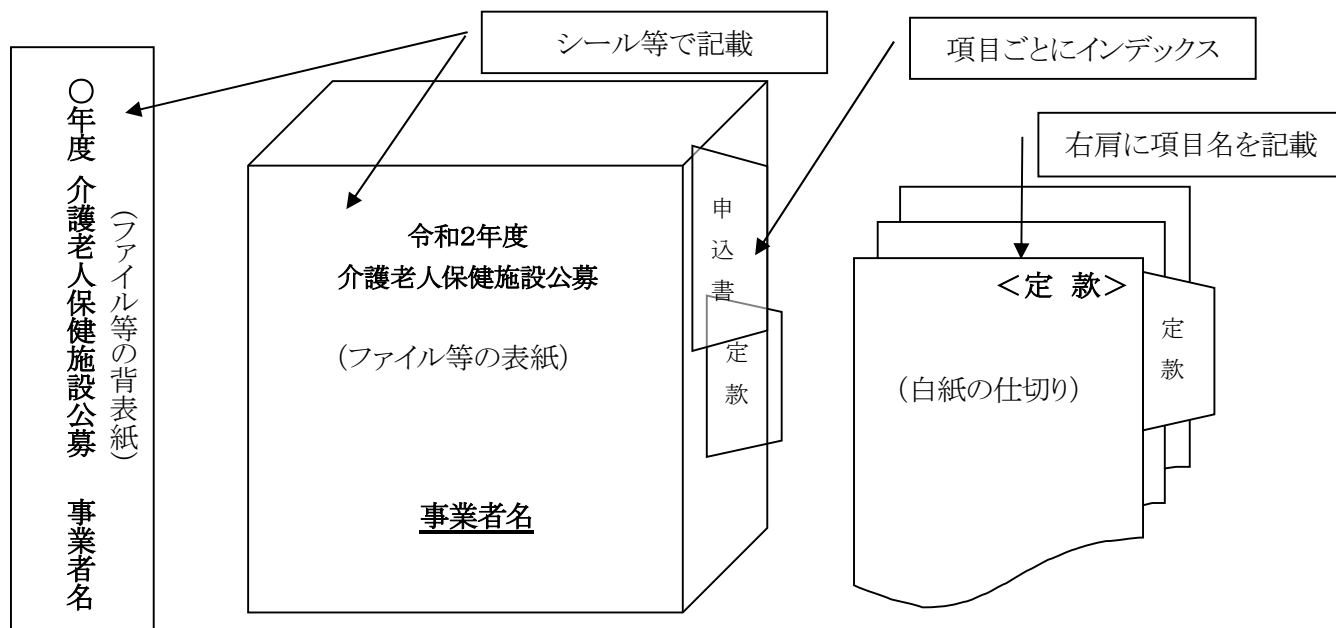 シール等で記載
項目ごとにインデックス
右肩に項目名を記載
○年度 介護老人保健施設公募 事業者名
(ファイル等の背表紙)
令和2年度
介護老人保健施設公募
(ファイル等の表紙)
事業者名
申込書
定款
<定 款>
(白紙の仕切り)
定款